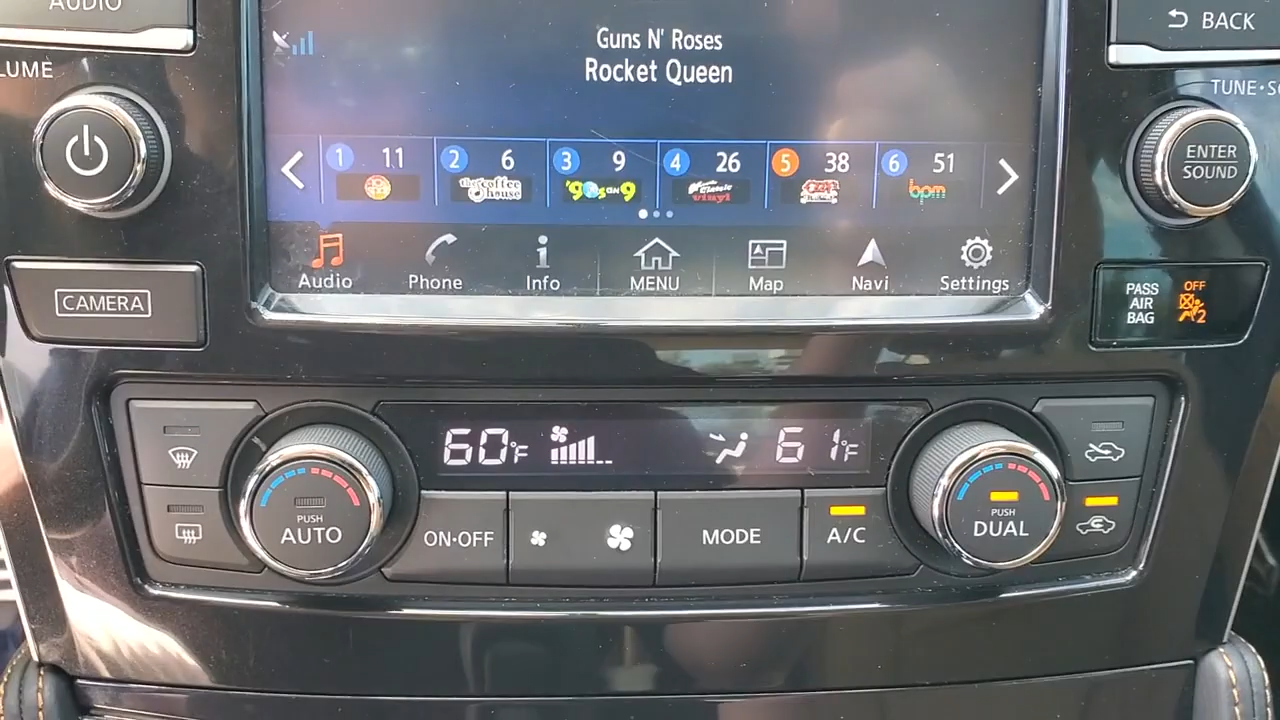 AUDIO
Guns N' Roses
Rocket Queen
BACK
TUNE·S
LUME
1 11
2 6
3 9
4 26
5 38
6 51
the coffee house
'90s on 9
Classic vinyl
bpm
ENTER
SOUND
Audio
Phone
Info
MENU
Map
Navi
Settings
CAMERA
PASS
AIR
BAG
OFF
2
60°F
61°F
PUSH
AUTO
ON·OFF
MODE
A/C
PUSH
DUAL